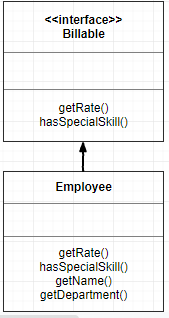 <<interface>>
Billable
getRate()
hasSpecialSkill()
Employee
getRate()
hasSpecialSkill()
getName()
getDepartment()